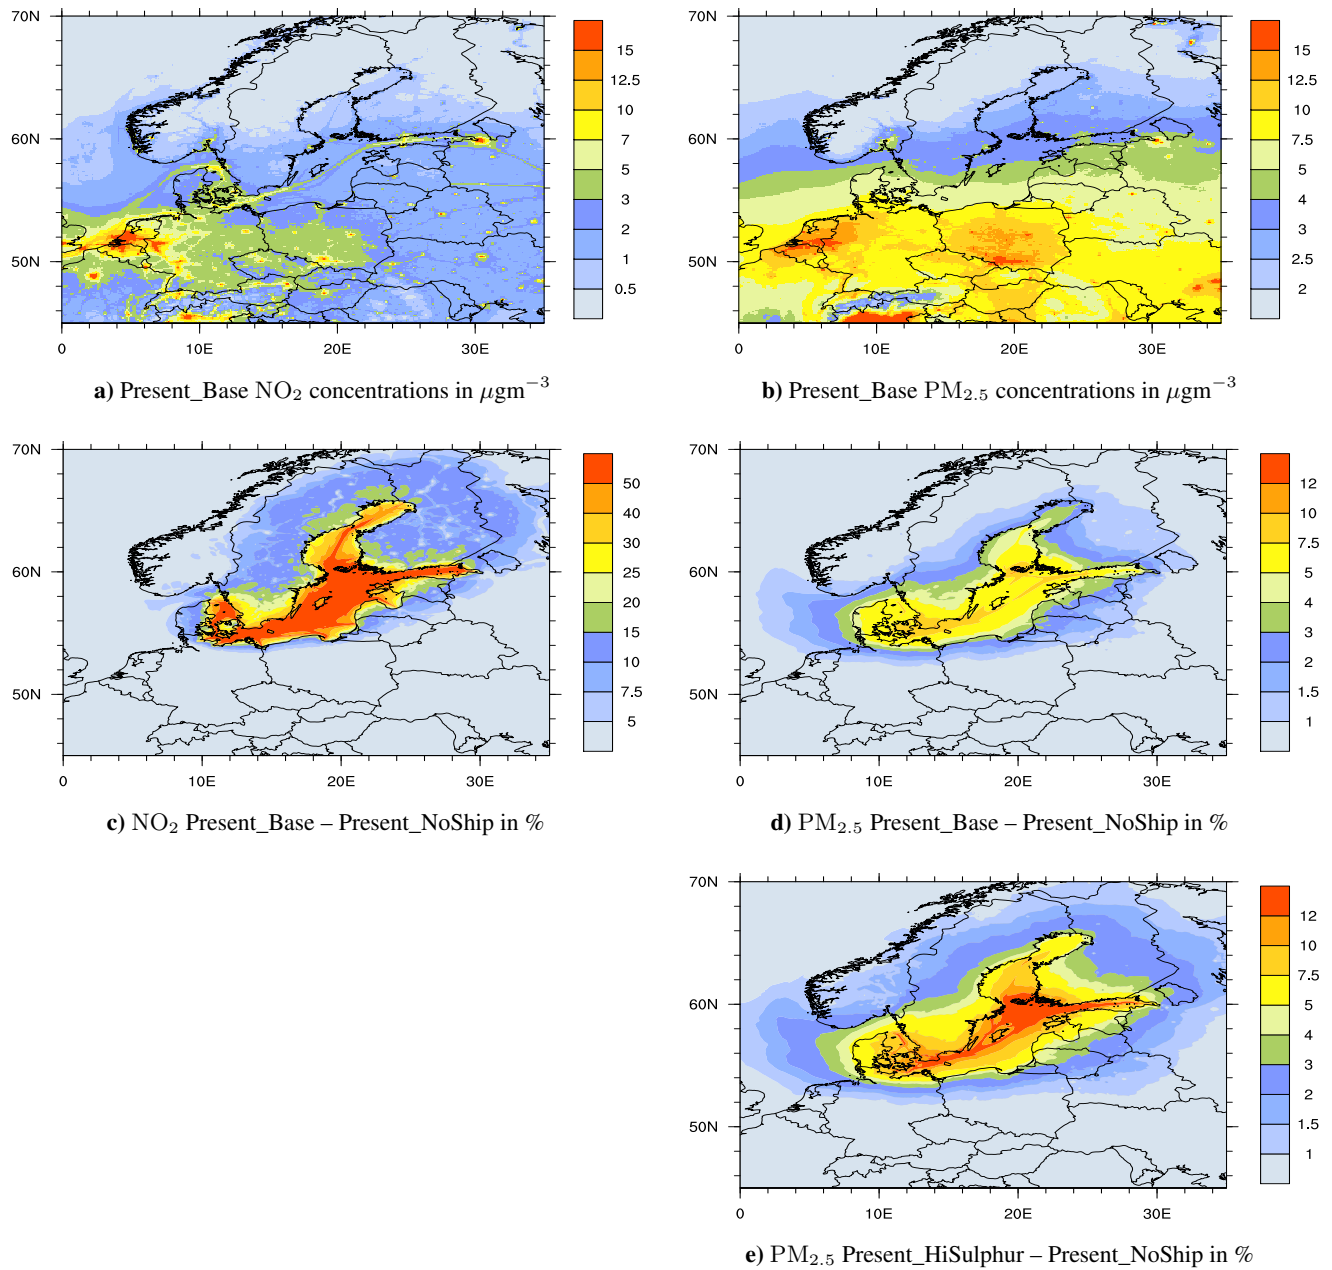 70N
60N
50N
0
10E
20E
30E
15
12.5
10
7
5
3
2
1
0.5
a) Present_Base NO₂ concentrations in μgm⁻³
70N
60N
50N
0
10E
20E
30E
15
12.5
10
7.5
5
4
3
2.5
2
b) Present_Base PM₂.₅ concentrations in μgm⁻³
70N
60N
50N
0
10E
20E
30E
50
40
30
25
20
15
10
7.5
5
c) NO₂ Present_Base – Present_NoShip in %
70N
60N
50N
0
10E
20E
30E
12
10
7.5
5
4
3
2
1.5
1
d) PM₂.₅ Present_Base – Present_NoShip in %
70N
60N
50N
0
10E
20E
30E
12
10
7.5
5
4
3
2
1.5
1
e) PM₂.₅ Present_HiSulphur – Present_NoShip in %